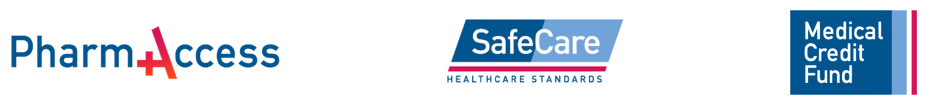 PharmAccess
SafeCare
HEALTHCARE STANDARDS
Medical
Credit
Fund